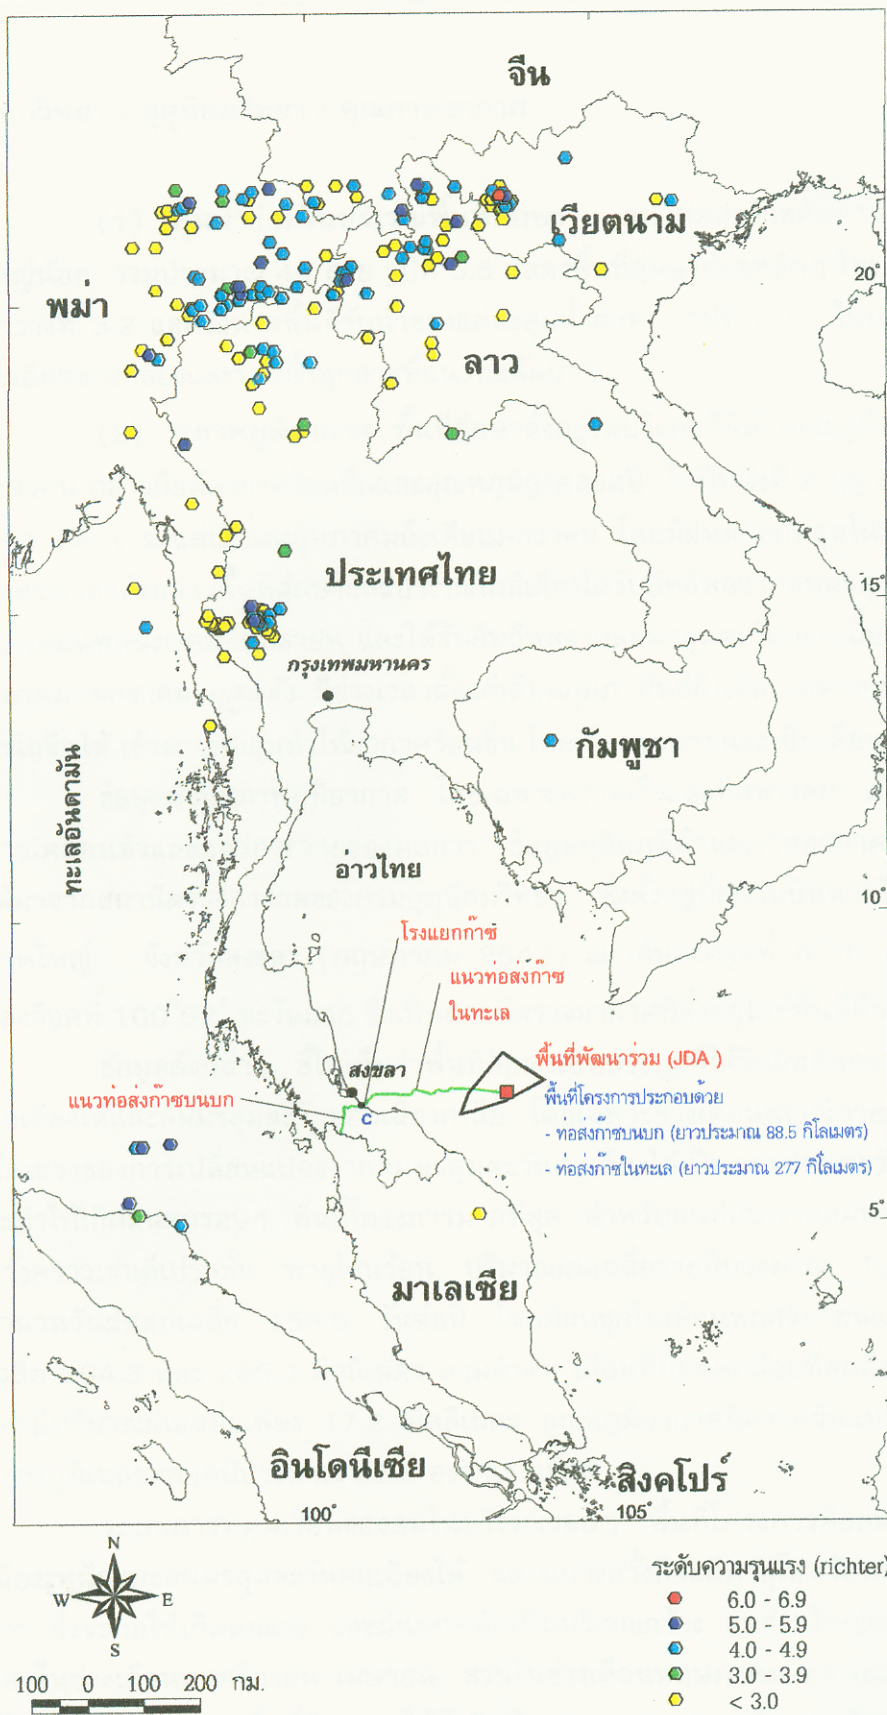 จีน
เวียตนาม
20°
พม่า
ลาว
ประเทศไทย
15°
กรุงเทพมหานคร
กัมพูชา
ทะเลอันดามัน
อ่าวไทย
10°
โรงแยกก๊าซ
แนวท่อส่งก๊าซ
ในทะเล
พื้นที่พัฒนาร่วม (JDA )
สงขลา
แนวท่อส่งก๊าซบนบก
C
พื้นที่โครงการประกอบด้วย
- ท่อส่งก๊าซบนบก (ยาวประมาณ 88.5 กิโลเมตร)
- ท่อส่งก๊าซในทะเล (ยาวประมาณ 277 กิโลเมตร)
5°
มาเลเซีย
อินโดนีเซีย
สิงคโปร์
100°
105°
N
W
E
S
ระดับความรุนแรง (richter)
6.0 - 6.9
5.0 - 5.9
4.0 - 4.9
3.0 - 3.9
< 3.0
100 0 100 200 กม.